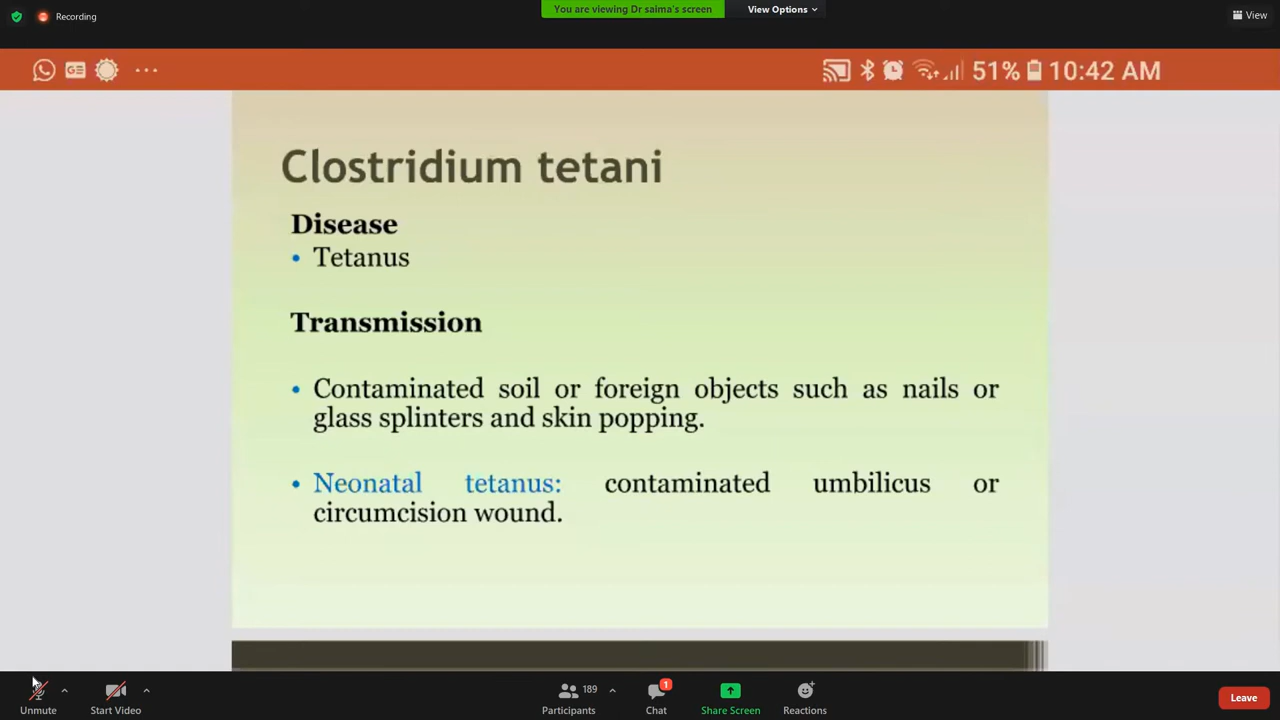 Recording
You are viewing Dr saima's screen
View Options
View
51%
10:42 AM
Clostridium tetani
Disease
• Tetanus
Transmission
• Contaminated soil or foreign objects such as nails or
glass splinters and skin popping.
• Neonatal tetanus: contaminated umbilicus or
circumcision wound.
Unmute
Start Video
189
Participants
1
Chat
Share Screen
Reactions
Leave